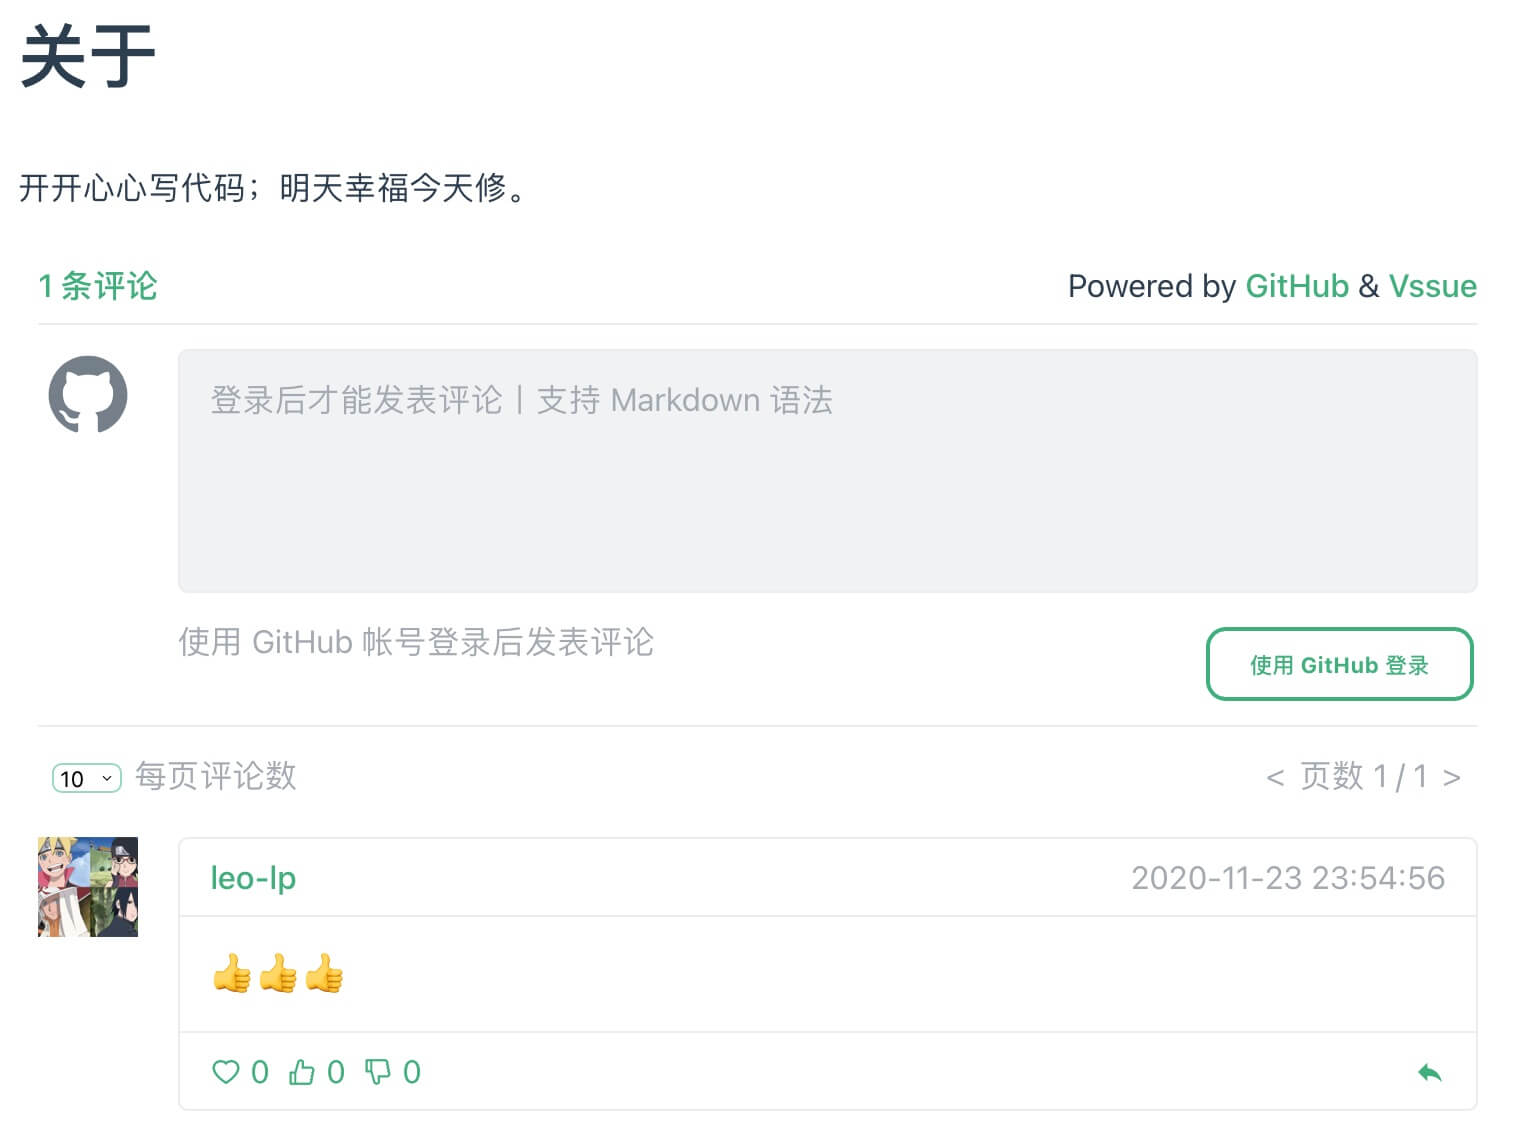 关于
开开心心写代码；明天幸福今天修。
1 条评论
Powered by GitHub & Vssue
登录后才能发表评论丨支持 Markdown 语法
使用 GitHub 帐号登录后发表评论
使用 GitHub 登录
10 每页评论数
< 页数 1 / 1 >
leo-lp
2020-11-23 23:54:56
👍👍👍
0 0 0